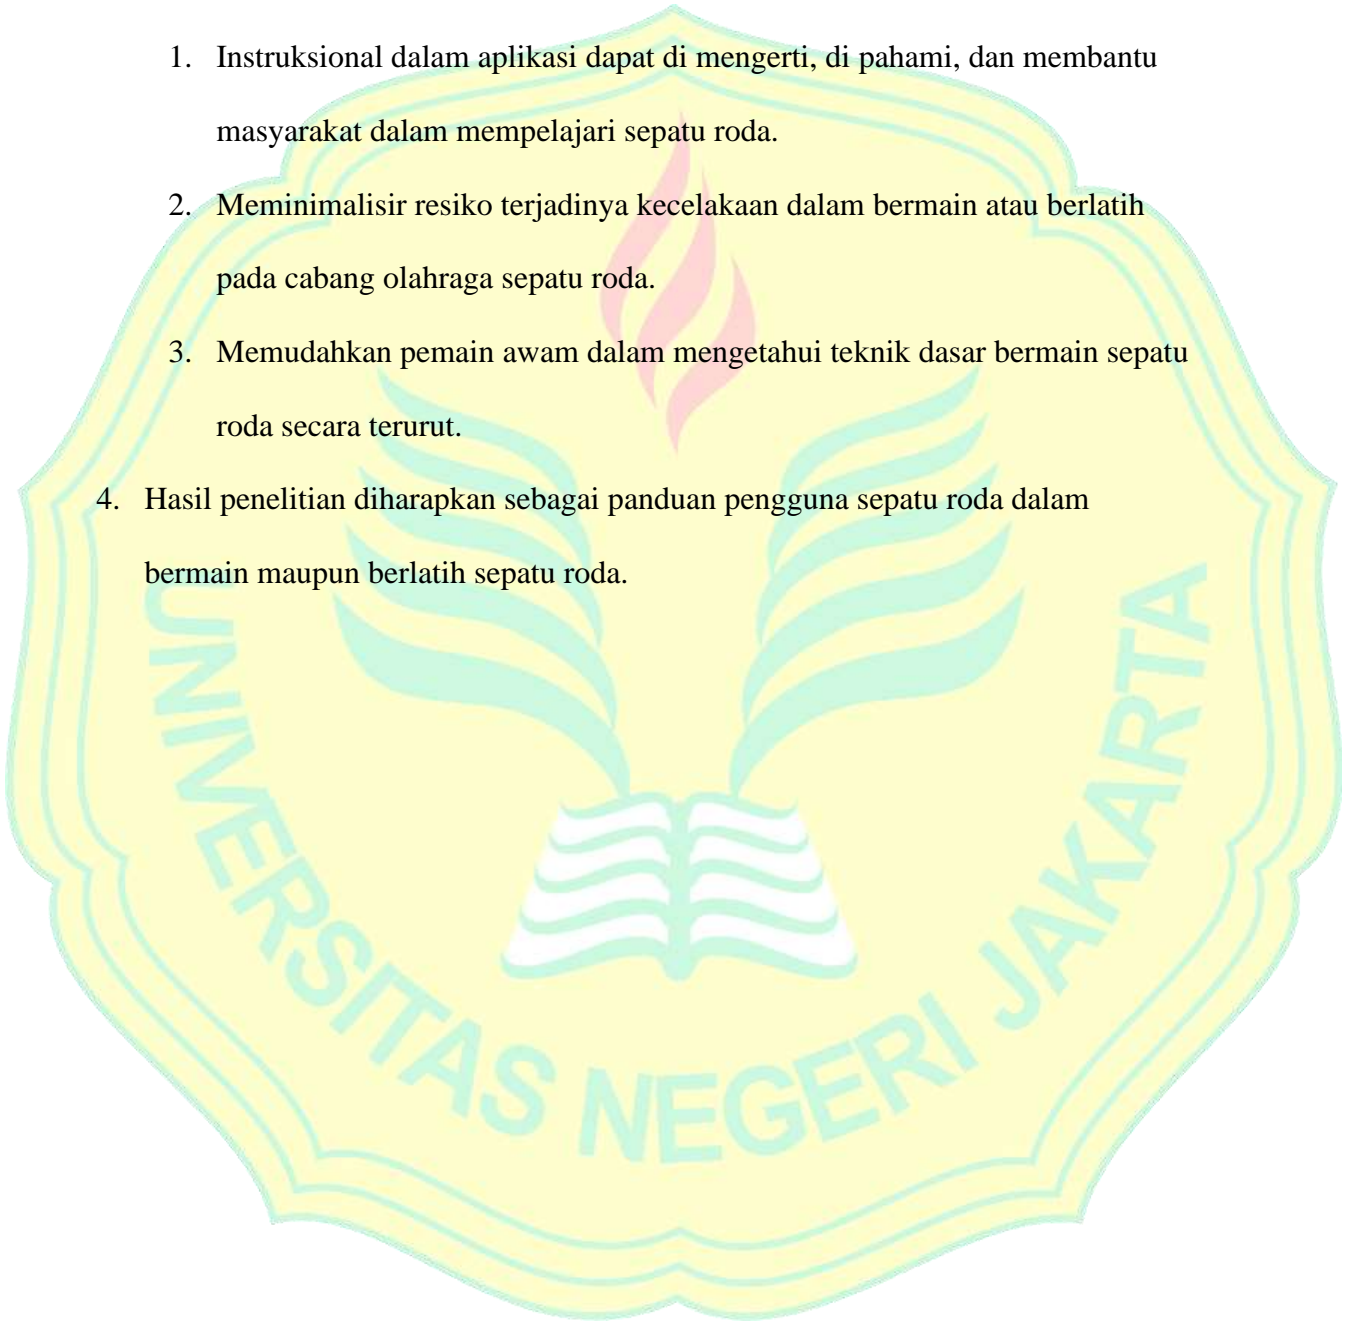 1. Instruksional dalam aplikasi dapat di mengerti, di pahami, dan membantu
masyarakat dalam mempelajari sepatu roda.
2. Meminimalisir resiko terjadinya kecelakaan dalam bermain atau berlatih
pada cabang olahraga sepatu roda.
3. Memudahkan pemain awam dalam mengetahui teknik dasar bermain sepatu
roda secara terurut.
4. Hasil penelitian diharapkan sebagai panduan pengguna sepatu roda dalam
bermain maupun berlatih sepatu roda.
UNIVERSITAS NEGERI JAKARTA